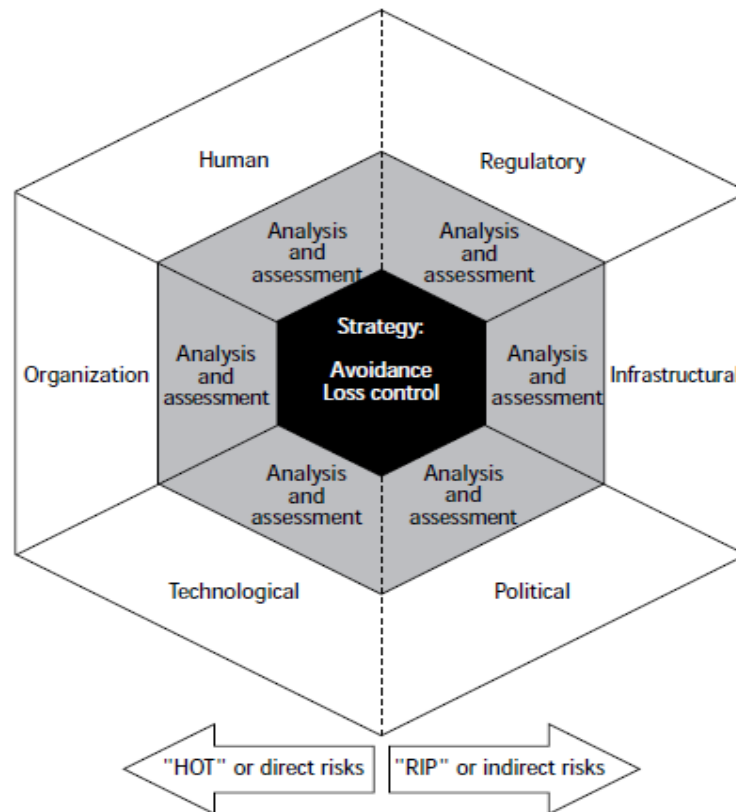 Human
Regulatory
Analysis
and
assessment
Analysis
and
assessment
Strategy:
Avoidance
Loss control
Organization
Analysis
and
assessment
Analysis
and
assessment
Infrastructural
Analysis
and
assessment
Analysis
and
assessment
Technological
Political
"HOT" or direct risks
"RIP" or indirect risks